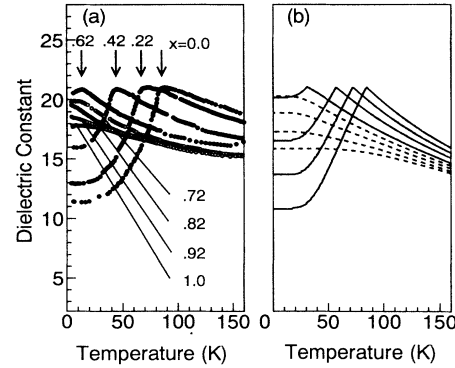 (a)
(b)
25
20
15
10
5
.62 .42 .22 x=0.0
.72
.82
.92
1.0
0 50 100 150
0 50 100 150
Dielectric Constant
Temperature (K)
Temperature (K)